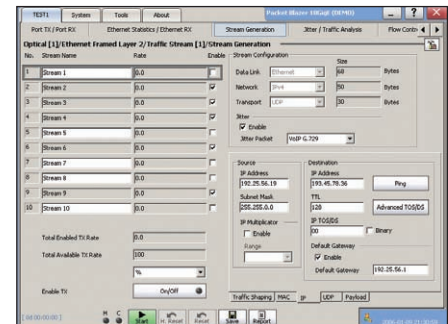 TEST1 System Tools About Packet Blazer 10GigE (DEMO) ?
Port TX/Port RX Ethernet Statistics / Ethernet RX Stream Generation Jitter / Traffic Analysis Flow Contr
Optical [1]/Ethernet Framed Layer 2/Traffic Stream [1]/Stream Generation
No. Stream Name Rate Enable
1 Stream 1 0.0
2 Stream 2 0.0
3 Stream 3 0.0
4 Stream 4 0.0
5 Stream 5 0.0
6 Stream 6 0.0
7 Stream 7 0.0
8 Stream 8 0.0
9 Stream 9 0.0
10 Stream 10 0.0
Total Enabled TX Rate 0.0
Total Available TX Rate 100
%
Enable TX On/Off
Stream Configuration
Size
Data Link Ethernet 68 Bytes
Network IPv4 50 Bytes
Transport UDP 30 Bytes
Jitter
Enable
Jitter Packet VoIP G.729
Source
IP Address
192.25.56.19
Subnet Mask
255.255.0.0
IP Multiplicator
Enable
Range
Destination
IP Address
193.45.78.36 Ping
TTL
128 Advanced TOS/DS
IP TOS/DS
00 Binary
Default Gateway
Enable
Default Gateway 192.25.56.1
Traffic Shaping MAC IP UDP Payload
H C
Start H. Reset Reset Save Report